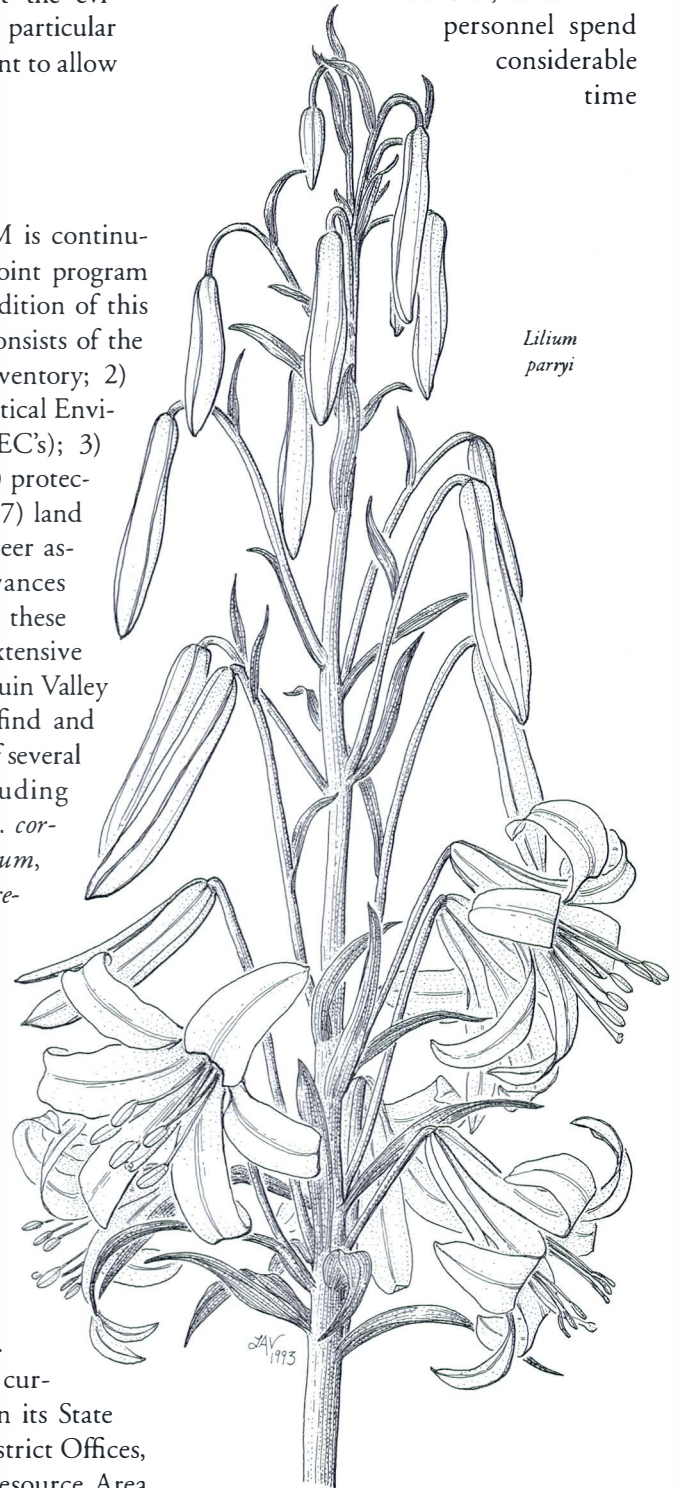 particular
nt to allow
personnel spend
considerable
time
M is continu-
oint program
dition of this
onsists of the
ventory; 2)
tical Envi-
EC's); 3)
) protec-
7) land
eer as-
vances
these
xtensive
uin Valley
find and
f several
uding
. cor-
um,
re-
Lilium
parryi
JAV
1993
cur-
n its State
strict Offices,
esource Area